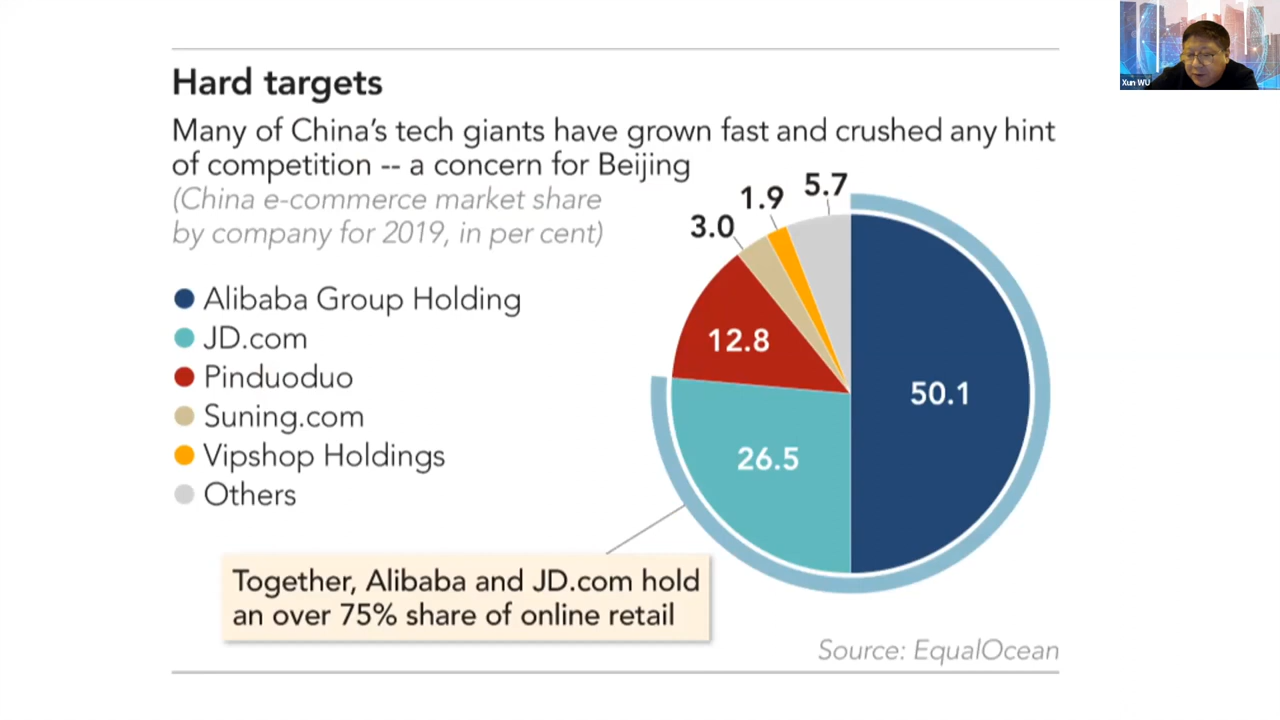 Hard targets
Many of China's tech giants have grown fast and crushed any hint
of competition -- a concern for Beijing
(China e-commerce market share
by company for 2019, in per cent)
Alibaba Group Holding
JD.com
Pinduoduo
Suning.com
Vipshop Holdings
Others
5.7
1.9
3.0
12.8
50.1
26.5
Together, Alibaba and JD.com hold
an over 75% share of online retail
Source: EqualOcean
Xun WU